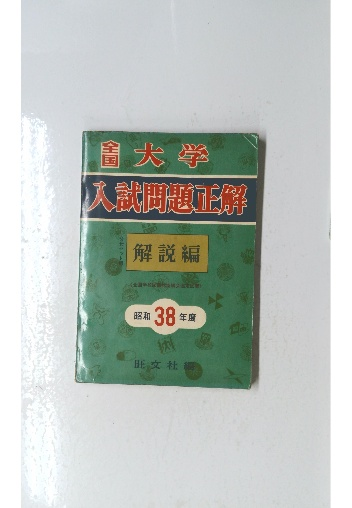 全国 大学
入試問題正解
解説編
昭和38年度
旺文社